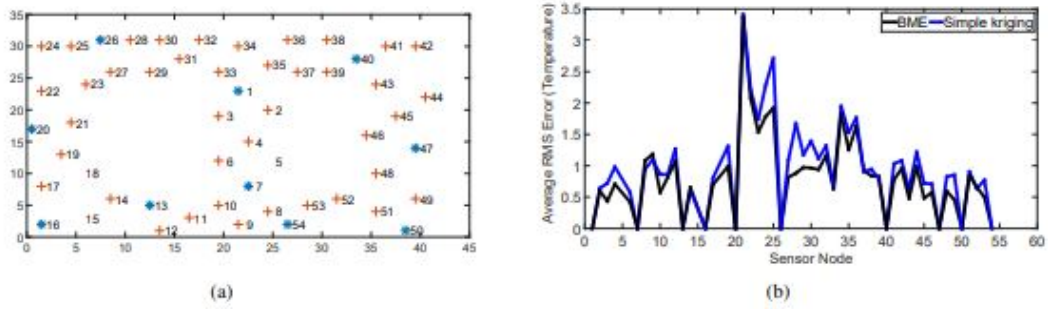 35
24 25 26 28 30 32 34 36 38 41 42
30
31 40
35
27 29 33 37 39
25
23 43
22 1 44
20
2
3 45
21
20 46
15
4 47
19
6 5
10
18 48
17 7
14 52 49
5
13 10 53
8 51
16 15 11
9 54
12 50
0
0 5 10 15 20 25 30 35 40 45
(a)
3.5
BME Simple kriging
3
2.5
2
1.5
1
0.5
0
Average RMS Error (Temperature)
0 5 10 15 20 25 30 35 40 45 50 55 60
Sensor Node
(b)